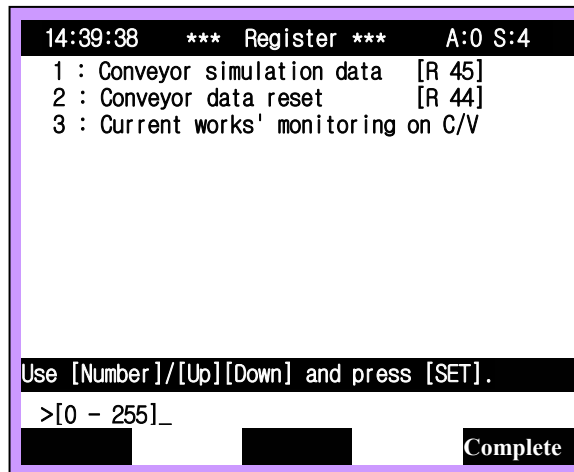 14:39:38 *** Register *** A:0 S:4
1 : Conveyor simulation data [R 45]
2 : Conveyor data reset [R 44]
3 : Current works' monitoring on C/V
Use [Number]/[Up][Down] and press [SET].
>[0 - 255]_
Complete